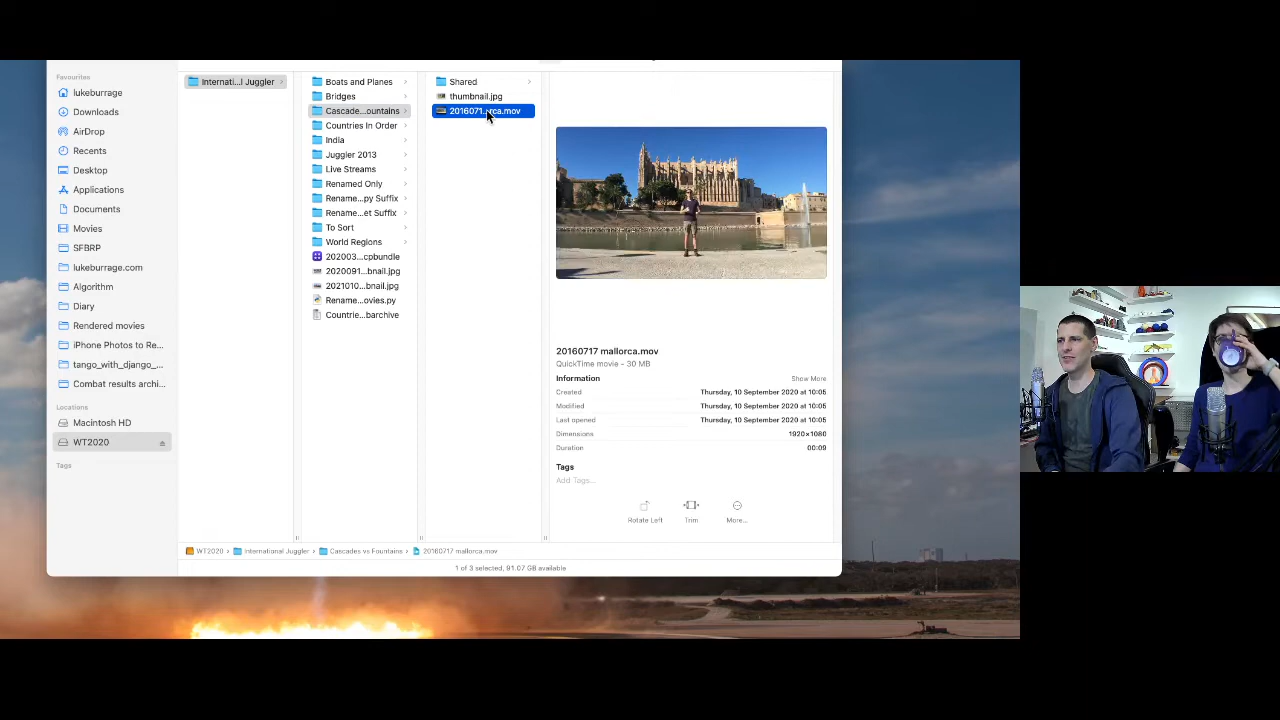 Favourites
lukeburrage
Downloads
AirDrop
Recents
Desktop
Applications
Documents
Movies
SFBRP
lukeburrage.com
Algorithm
Diary
Rendered movies
iPhone Photos to Re...
tango_with_django_...
Combat results archi...
Locations
Macintosh HD
WT2020
Tags
Internati...l Juggler
Boats and Planes
Bridges
Cascade...ountains
Countries In Order
India
Juggler 2013
Live Streams
Renamed Only
Rename...py Suffix
Rename...et Suffix
To Sort
World Regions
202003...cpbundle
2020091...bnail.jpg
2021010...bnail.jpg
Rename...ovies.py
Countrie...barchive
Shared
thumbnail.jpg
2016071...rca.mov
20160717 mallorca.mov
QuickTime movie - 30 MB
Information Show More
Created Thursday, 10 September 2020 at 10:05
Modified Thursday, 10 September 2020 at 10:05
Last opened Thursday, 10 September 2020 at 10:05
Dimensions 1920×1080
Duration 00:09
Tags
Add Tags...
Rotate Left Trim More...
WT2020 › International Juggler › Cascades vs Fountains › 20160717 mallorca.mov
1 of 3 selected, 91.07 GB available